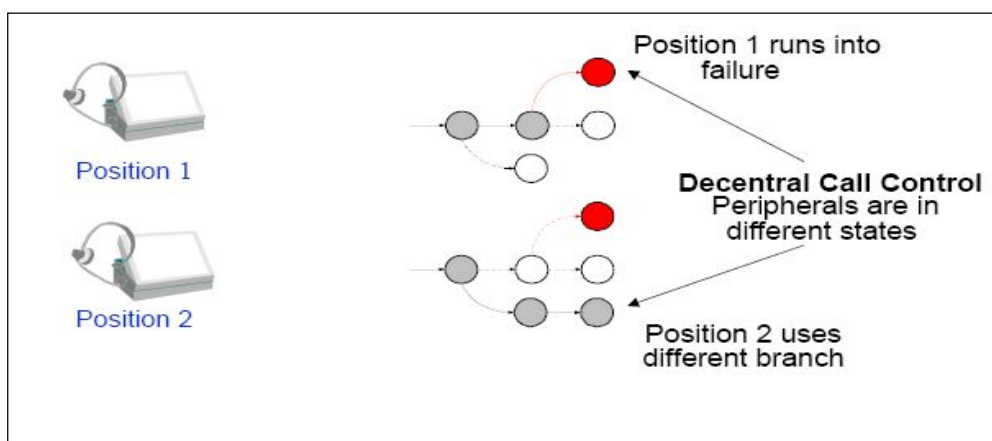 Position 1 runs into
failure
Position 1
Decentral Call Control
Peripherals are in
different states
Position 2
Position 2 uses
different branch